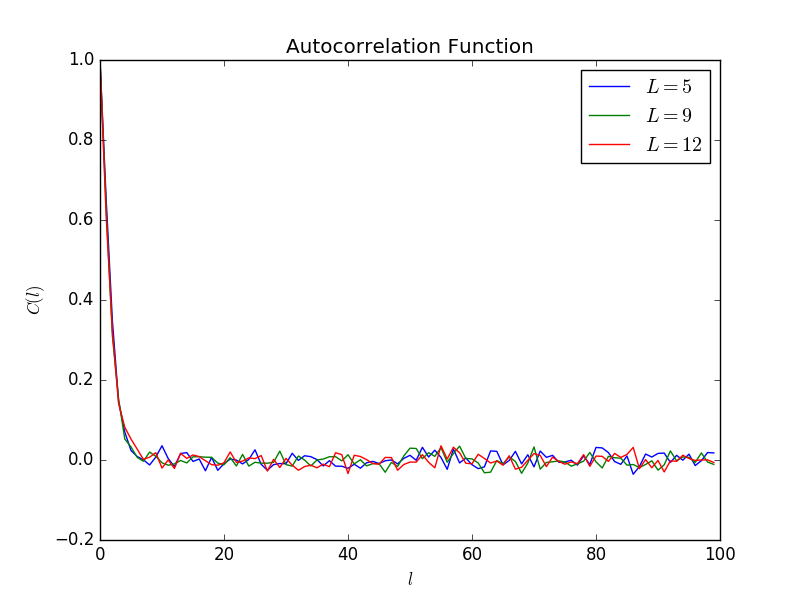 Autocorrelation Function
1.0
0.8
0.6
0.4
0.2
0.0
−0.2
C(l)
L = 5
L = 9
L = 12
0 20 40 60 80 100
l